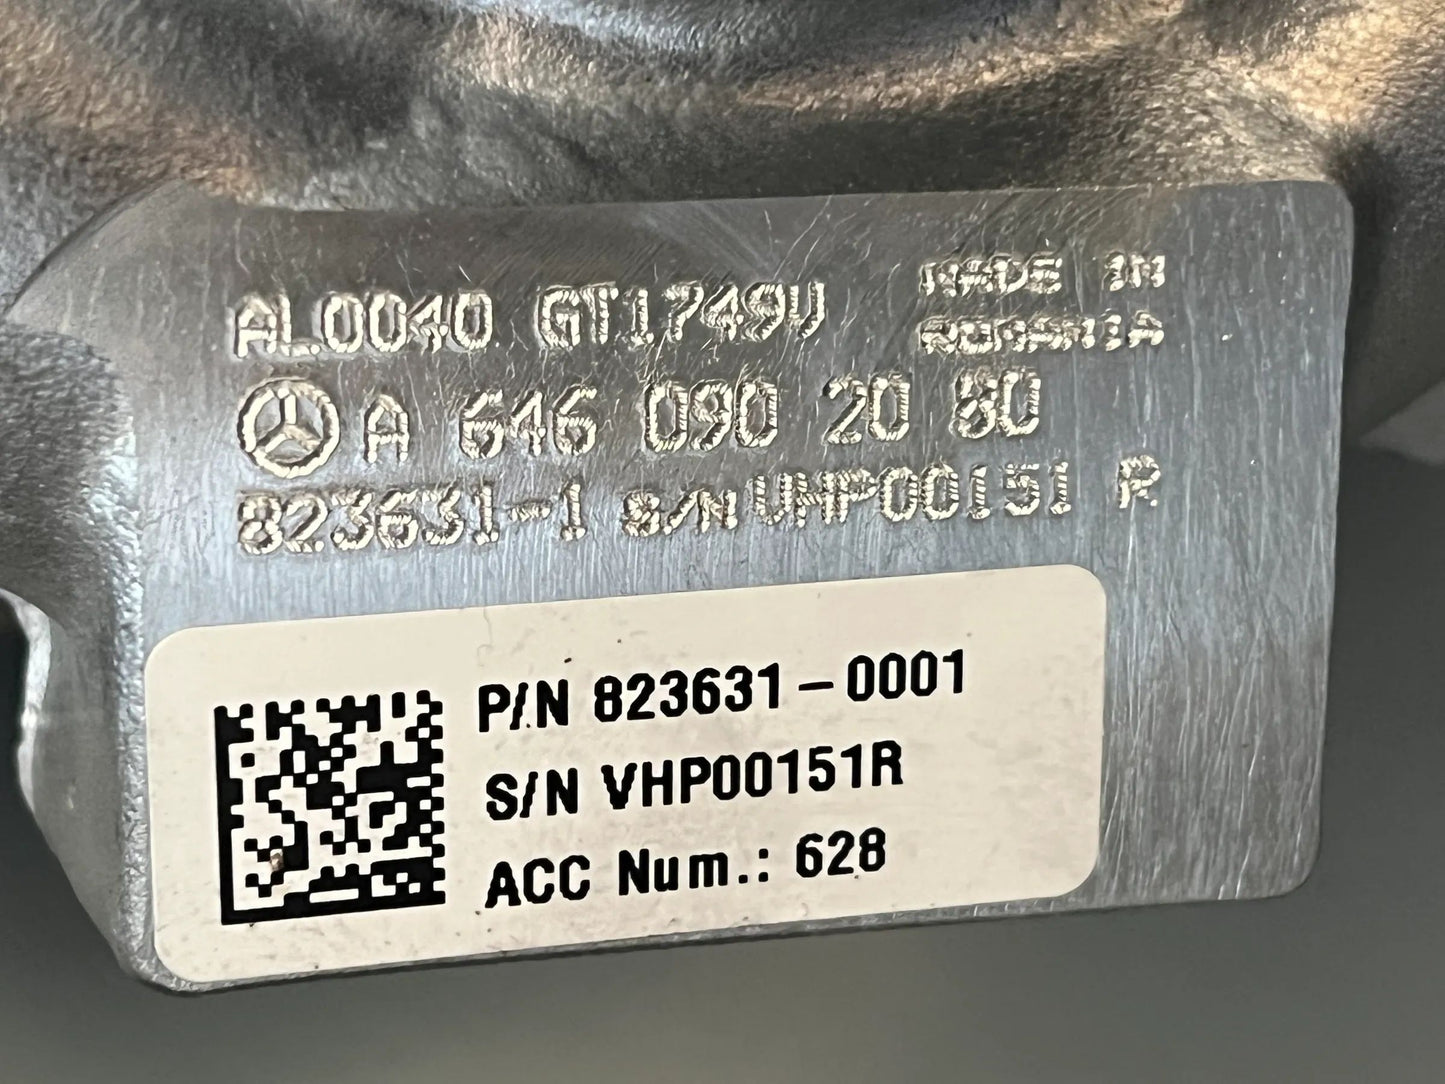 AL0040 GT1749V MADE IN
ROMANIA
A 646 090 20 80
823631-1 S/N VHP00151 R
P/N 823631-0001
S/N VHP00151R
ACC Num.: 628